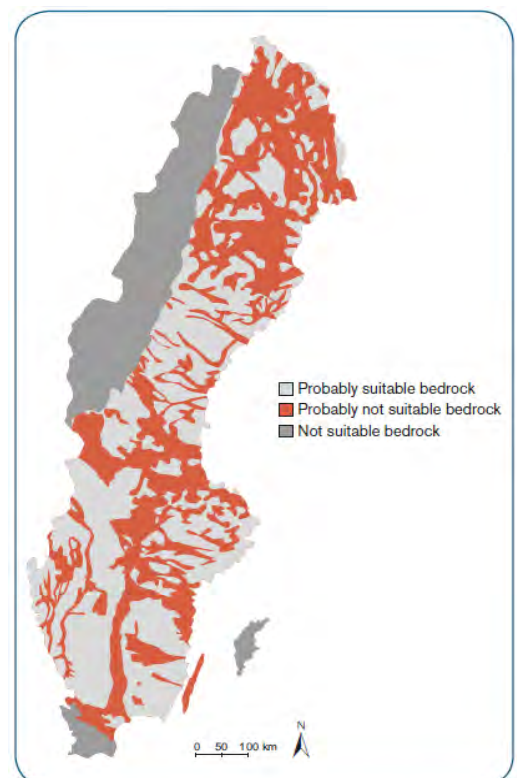 Probably suitable bedrock
Probably not suitable bedrock
Not suitable bedrock
N
0 50 100 km